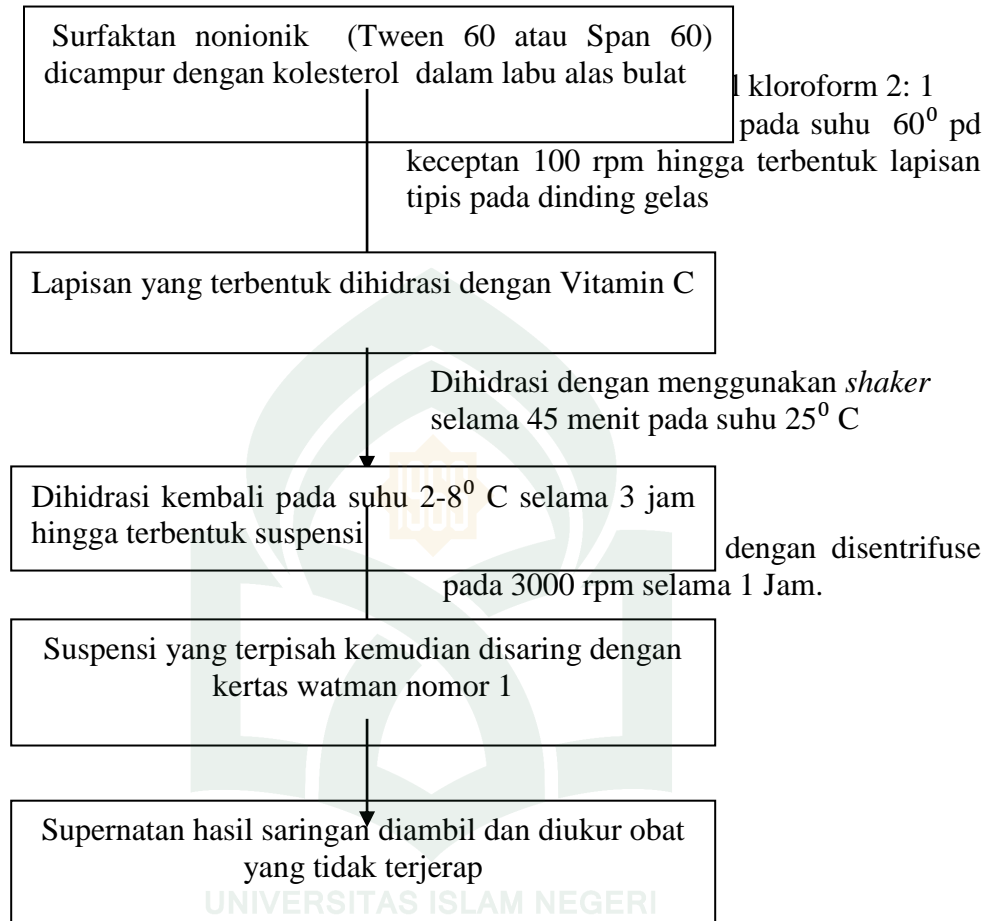 Surfaktan nonionik (Tween 60 atau Span 60)
dicampur dengan kolesterol dalam labu alas bulat
kloroform 2: 1
pada suhu 60⁰ pd
keceptan 100 rpm hingga terbentuk lapisan
tipis pada dinding gelas
Lapisan yang terbentuk dihidrasi dengan Vitamin C
Dihidrasi dengan menggunakan shaker
selama 45 menit pada suhu 25⁰ C
Dihidrasi kembali pada suhu 2-8⁰ C selama 3 jam
hingga terbentuk suspensi
dengan disentrifuse
pada 3000 rpm selama 1 Jam.
Suspensi yang terpisah kemudian disaring dengan
kertas watman nomor 1
Supernatan hasil saringan diambil dan diukur obat
yang tidak terjerap
UNIVERSITAS ISLAM NEGERI